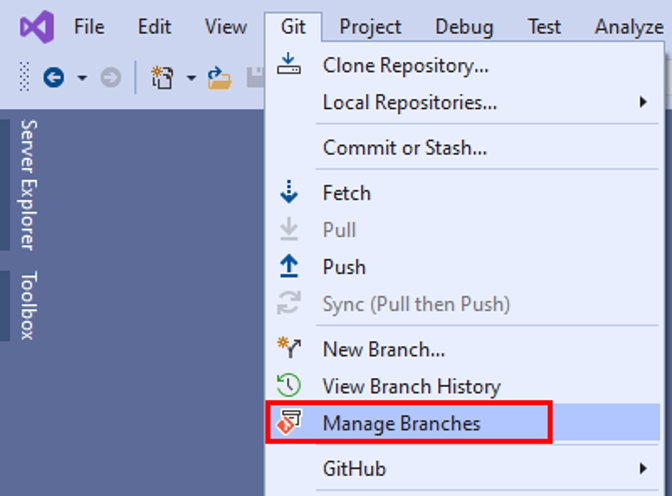 File Edit View Git Project Debug Test Analyze
Server Explorer
Toolbox
Clone Repository...
Local Repositories...
Commit or Stash...
Fetch
Pull
Push
Sync (Pull then Push)
New Branch...
View Branch History
Manage Branches
GitHub